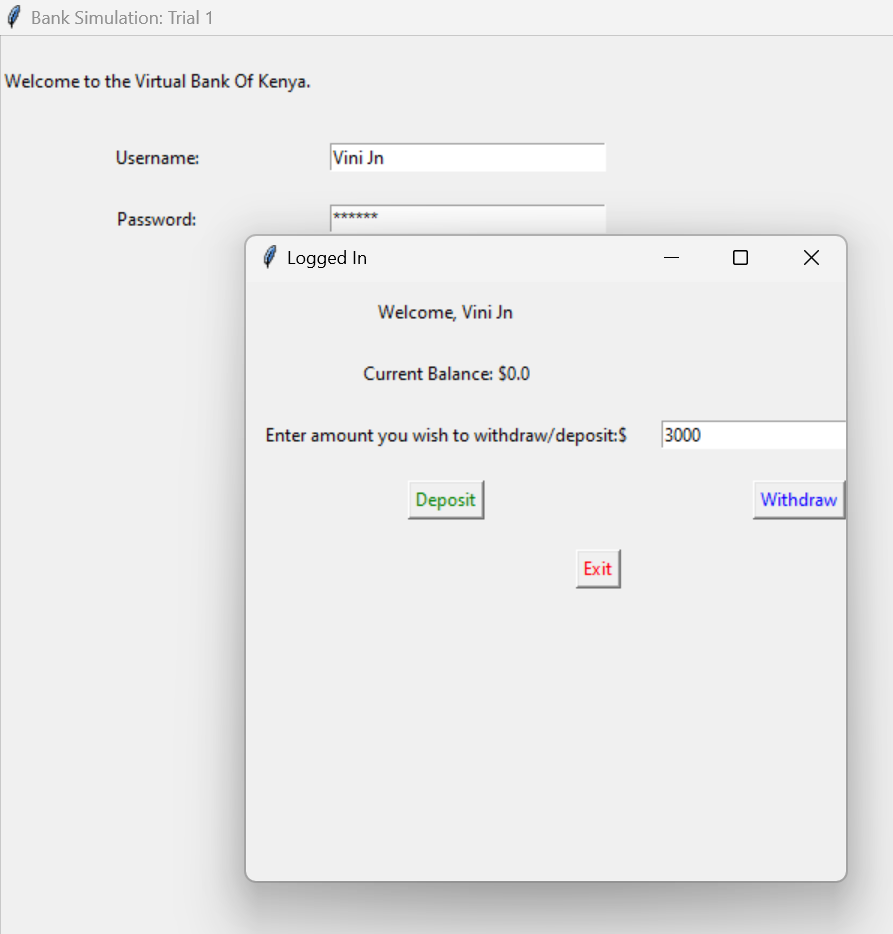 Bank Simulation: Trial 1
Welcome to the Virtual Bank Of Kenya.
Username: Vini Jn
Password: ******
Logged In
Welcome, Vini Jn
Current Balance: $0.0
Enter amount you wish to withdraw/deposit:$ 3000
Deposit Withdraw
Exit